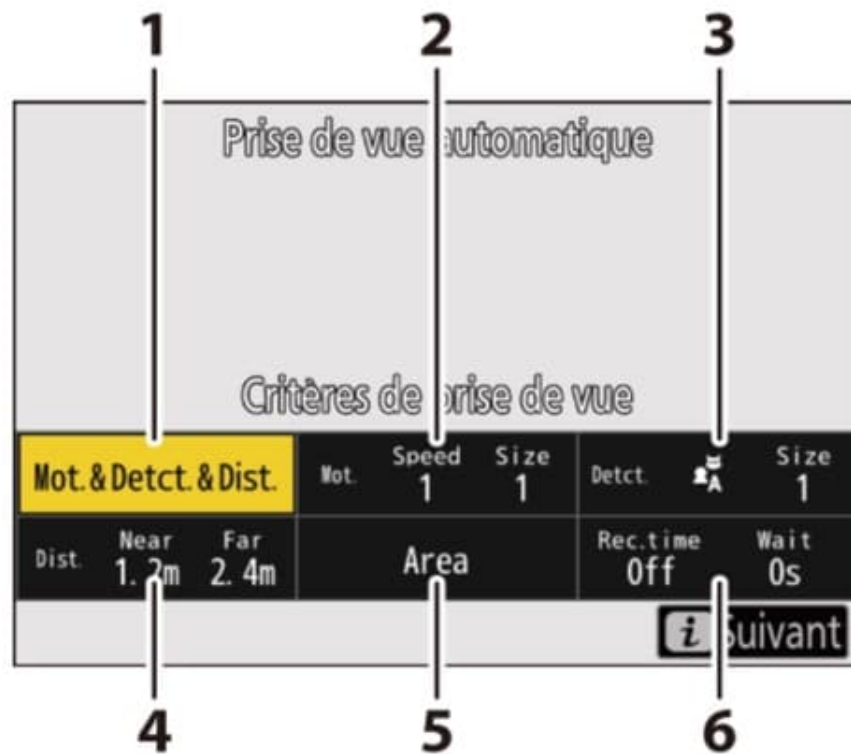 1 2 3
Prise de vue automatique
Critères de prise de vue
Mot.&Detct.&Dist.
Mot. Speed 1 Size 1
Detct. A Size 1
Dist. Near 1.2m Far 2.4m
Area
Rec.time Off Wait 0s
i Suivant
4 5 6